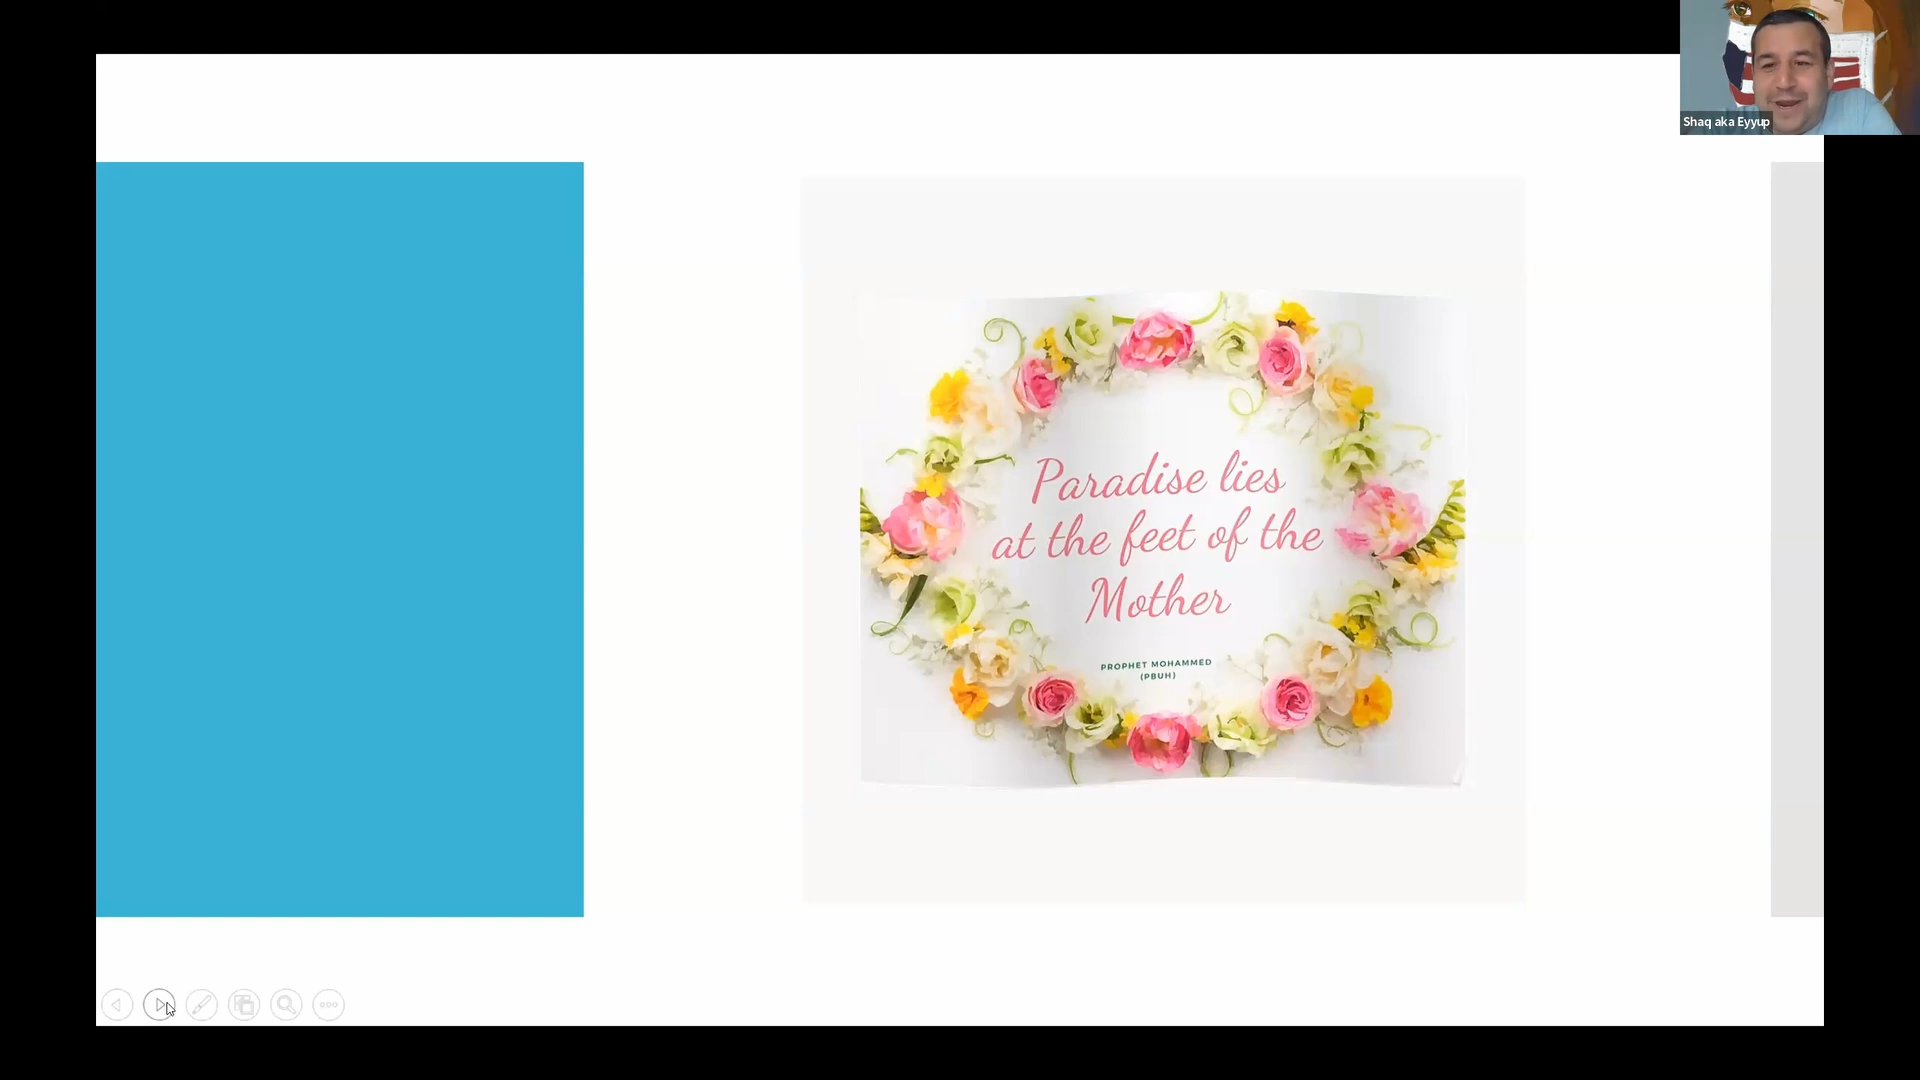 Shaq aka Eyyup
Paradise lies
at the feet of the
Mother
PROPHET MOHAMMED
(PBUH)